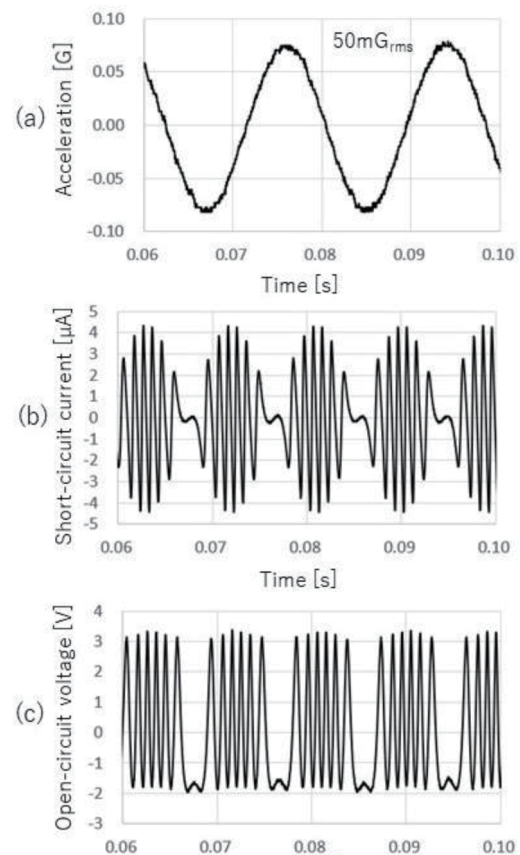 (a)
Acceleration [G]
0.10
0.05
0.00
-0.05
-0.10
50mGrms
0.06 0.07 0.08 0.09 0.10
Time [s]
(b)
Short-circuit current [μA]
5
4
3
2
1
0
-1
-2
-3
-4
-5
0.06 0.07 0.08 0.09 0.10
Time [s]
(c)
Open-circuit voltage [V]
4
3
2
1
0
-1
-2
-3
0.06 0.07 0.08 0.09 0.10